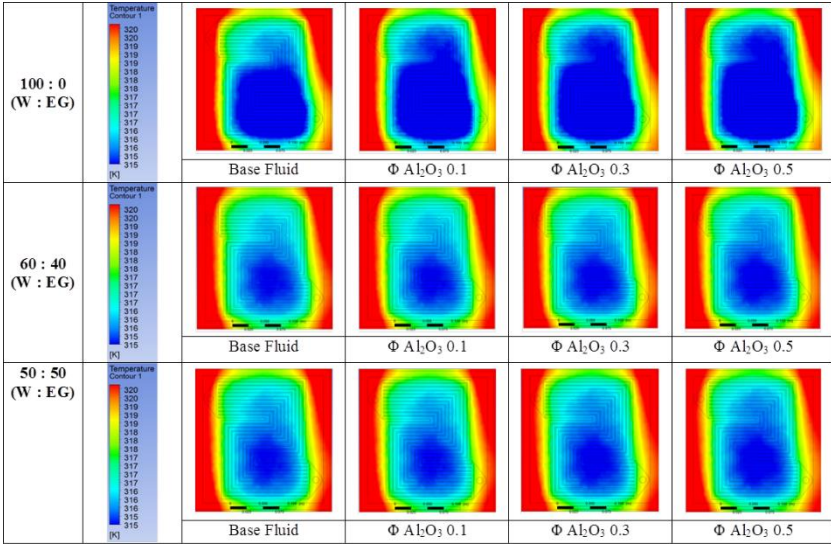 100 : 0
(W : EG)
Temperature
Contour 1
320
320
319
319
318
318
317
317
316
316
315
[K]
Base Fluid
Φ Al₂O₃ 0.1
Φ Al₂O₃ 0.3
Φ Al₂O₃ 0.5
60 : 40
(W : EG)
Temperature
Contour 1
320
320
319
319
318
318
317
317
316
316
315
[K]
Base Fluid
Φ Al₂O₃ 0.1
Φ Al₂O₃ 0.3
Φ Al₂O₃ 0.5
50 : 50
(W : EG)
Temperature
Contour 1
320
320
319
319
318
318
317
317
316
316
315
[K]
Base Fluid
Φ Al₂O₃ 0.1
Φ Al₂O₃ 0.3
Φ Al₂O₃ 0.5